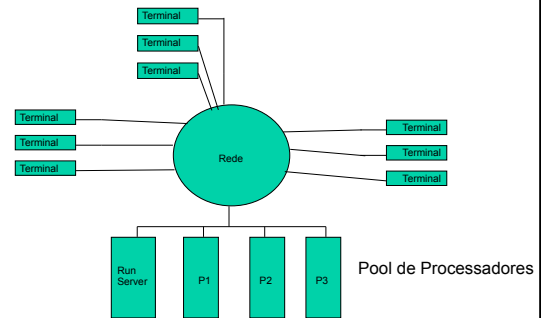 Terminal
Terminal
Terminal
Terminal
Terminal
Terminal
Terminal
Terminal
Terminal
Rede
Run
Server
P1
P2
P3
Pool de Processadores